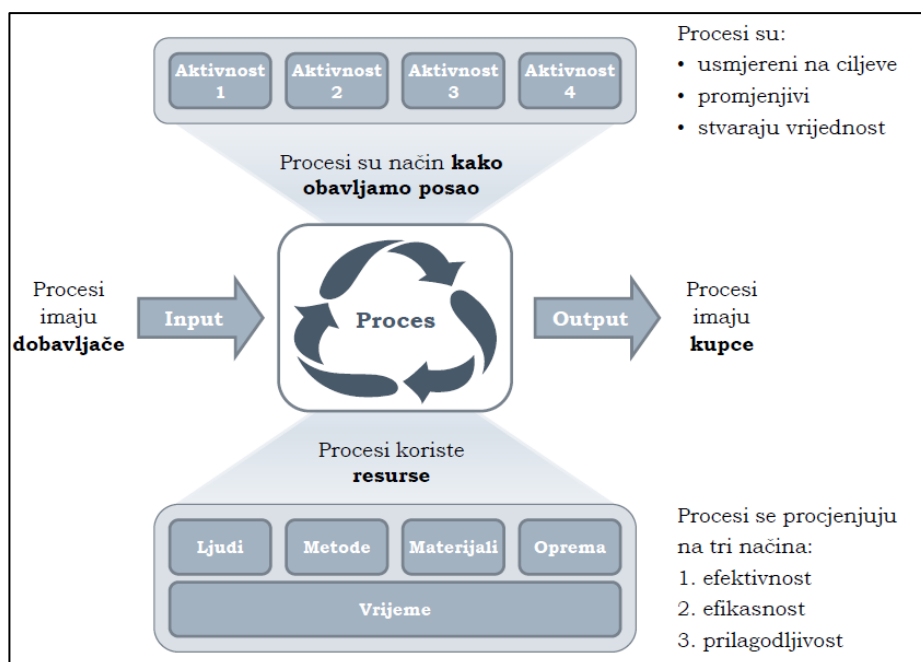 Aktivnost
1
Aktivnost
2
Aktivnost
3
Aktivnost
4
Procesi su:
• usmjereni na ciljeve
• promjenjivi
• stvaraju vrijednost
Procesi su način kako
obavljamo posao
Procesi
imaju
dobavljače
Input
Proces
Output
Procesi
imaju
kupce
Procesi koriste
resurse
Ljudi
Metode
Materijali
Oprema
Vrijeme
Procesi se procjenjuju
na tri načina:
1. efektivnost
2. efikasnost
3. prilagodljivost